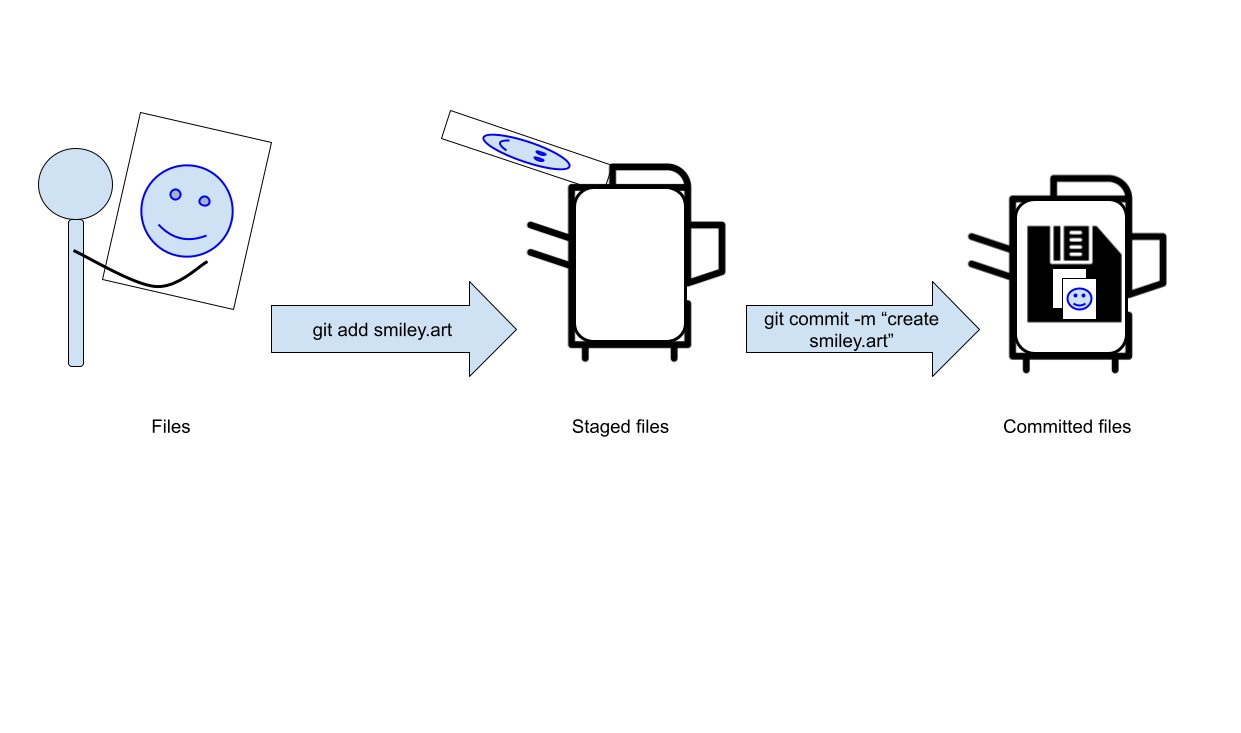 git add smiley.art
git commit -m “create
smiley.art”
Files
Staged files
Committed files